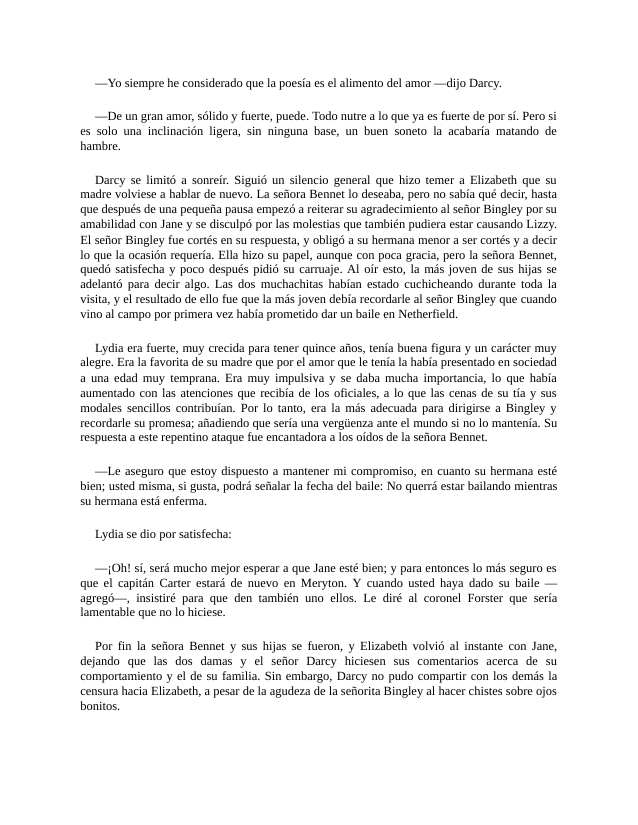 —Yo siempre he considerado que la poesía es el alimento del amor —dijo Darcy.
—De un gran amor, sólido y fuerte, puede. Todo nutre a lo que ya es fuerte de por sí. Pero si
es solo una inclinación ligera, sin ninguna base, un buen soneto la acabaría matando de
hambre.
Darcy se limitó a sonreír. Siguió un silencio general que hizo temer a Elizabeth que su
madre volviese a hablar de nuevo. La señora Bennet lo deseaba, pero no sabía qué decir, hasta
que después de una pequeña pausa empezó a reiterar su agradecimiento al señor Bingley por su
amabilidad con Jane y se disculpó por las molestias que también pudiera estar causando Lizzy.
El señor Bingley fue cortés en su respuesta, y obligó a su hermana menor a ser cortés y a decir
lo que la ocasión requería. Ella hizo su papel, aunque con poca gracia, pero la señora Bennet,
quedó satisfecha y poco después pidió su carruaje. Al oír esto, la más joven de sus hijas se
adelantó para decir algo. Las dos muchachitas habían estado cuchicheando durante toda la
visita, y el resultado de ello fue que la más joven debía recordarle al señor Bingley que cuando
vino al campo por primera vez había prometido dar un baile en Netherfield.
Lydia era fuerte, muy crecida para tener quince años, tenía buena figura y un carácter muy
alegre. Era la favorita de su madre que por el amor que le tenía la había presentado en sociedad
a una edad muy temprana. Era muy impulsiva y se daba mucha importancia, lo que había
aumentado con las atenciones que recibía de los oficiales, a lo que las cenas de su tía y sus
modales sencillos contribuían. Por lo tanto, era la más adecuada para dirigirse a Bingley y
recordarle su promesa; añadiendo que sería una vergüenza ante el mundo si no lo mantenía. Su
respuesta a este repentino ataque fue encantadora a los oídos de la señora Bennet.
—Le aseguro que estoy dispuesto a mantener mi compromiso, en cuanto su hermana esté
bien; usted misma, si gusta, podrá señalar la fecha del baile: No querrá estar bailando mientras
su hermana está enferma.
Lydia se dio por satisfecha:
—¡Oh! sí, será mucho mejor esperar a que Jane esté bien; y para entonces lo más seguro es
que el capitán Carter estará de nuevo en Meryton. Y cuando usted haya dado su baile —
agregó—, insistiré para que den también uno ellos. Le diré al coronel Forster que sería
lamentable que no lo hiciese.
Por fin la señora Bennet y sus hijas se fueron, y Elizabeth volvió al instante con Jane,
dejando que las dos damas y el señor Darcy hiciesen sus comentarios acerca de su
comportamiento y el de su familia. Sin embargo, Darcy no pudo compartir con los demás la
censura hacia Elizabeth, a pesar de la agudeza de la señorita Bingley al hacer chistes sobre ojos
bonitos.